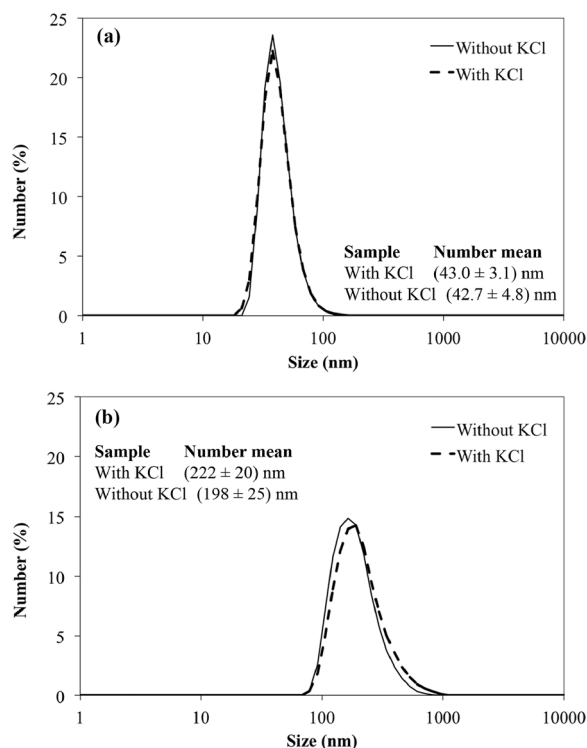 (a)
Without KCl
With KCl
25
20
15
10
5
0
Number (%)
Sample Number mean
With KCl (43.0 ± 3.1) nm
Without KCl (42.7 ± 4.8) nm
1 10 100 1000 10000
Size (nm)
(b)
Without KCl
With KCl
25
20
15
10
5
0
Number (%)
Sample Number mean
With KCl (222 ± 20) nm
Without KCl (198 ± 25) nm
1 10 100 1000 10000
Size (nm)